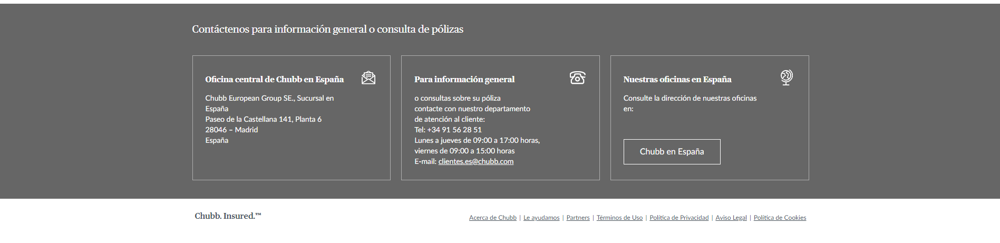 Contáctenos para información general o consulta de pólizas
Oficina central de Chubb en España
Chubb European Group SE., Sucursal en
España
Paseo de la Castellana 141, Planta 6
28046 – Madrid
España
Para información general
o consultas sobre su póliza
contacte con nuestro departamento
de atención al cliente:
Tel: +34 91 56 28 51
Lunes a jueves de 09:00 a 17:00 horas,
viernes de 09:00 a 15:00 horas
E-mail: clientes.es@chubb.com
Nuestras oficinas en España
Consulte la dirección de nuestras oficinas
en:
Chubb en España
Chubb. Insured.™
Acerca de Chubb | Le ayudamos | Partners | Términos de Uso | Política de Privacidad | Aviso Legal | Política de Cookies